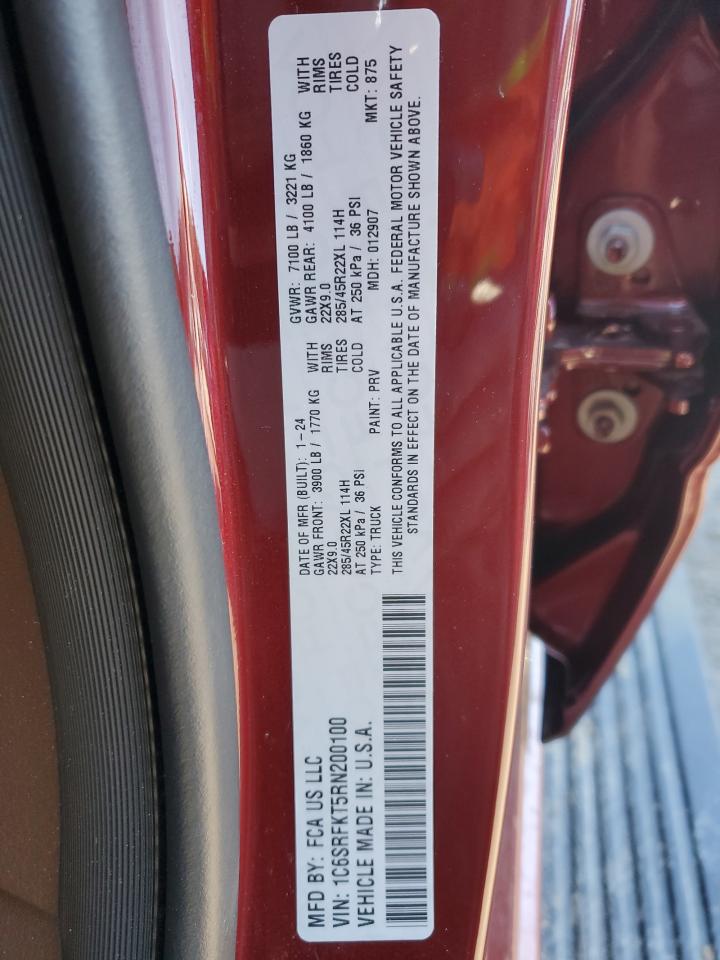 MFD BY: FCA US LLC
VIN: 1C6SRFKT5RN200100
VEHICLE MADE IN: U.S.A.
DATE OF MFR (BUILT): 1-24
GAWR FRONT: 3900 LB / 1770 KG WITH
22X9.0 RIMS
285/45R22XL 114H TIRES
AT 250 kPa / 36 PSI COLD
TYPE: TRUCK PAINT: PRV
GVWR: 7100 LB / 3221 KG
GAWR REAR: 4100 LB / 1860 KG WITH
22X9.0 RIMS
285/45R22XL 114H TIRES
AT 250 kPa / 36 PSI COLD
MDH: 012907 MKT: 875
THIS VEHICLE CONFORMS TO ALL APPLICABLE U.S.A. FEDERAL MOTOR VEHICLE SAFETY
STANDARDS IN EFFECT ON THE DATE OF MANUFACTURE SHOWN ABOVE.